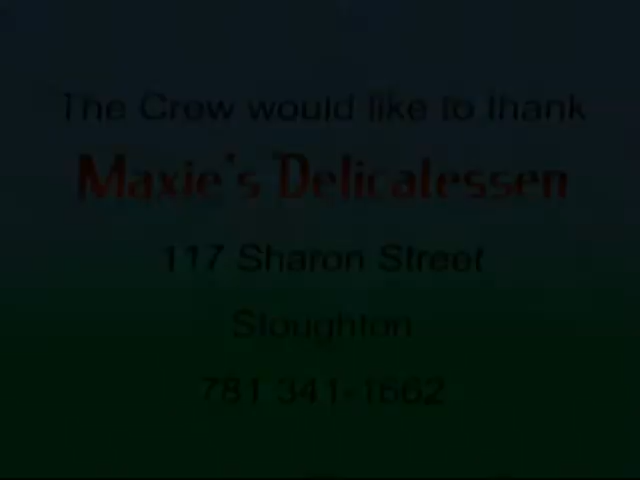 The Crew would like to thank
Maxie's Delicatessen
117 Sharon Street
Stoughton
781 341-1662